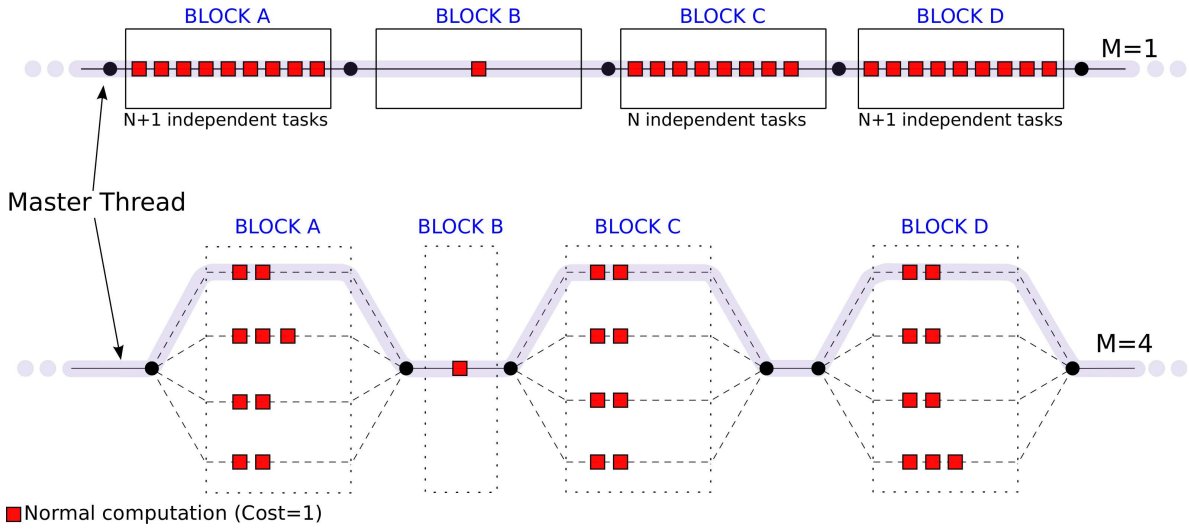 BLOCK A BLOCK B BLOCK C BLOCK D
M=1
N+1 independent tasks N independent tasks N+1 independent tasks
Master Thread
BLOCK A BLOCK B BLOCK C BLOCK D
M=4
Normal computation (Cost=1)